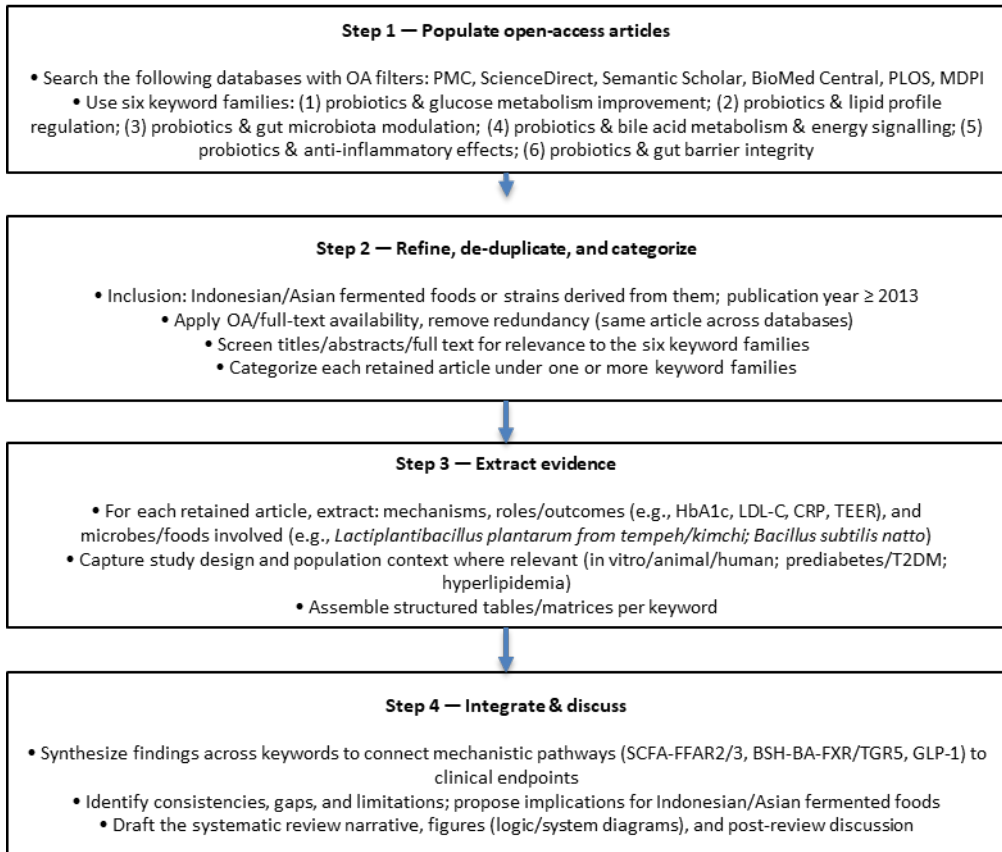 Step 1 — Populate open-access articles
• Search the following databases with OA filters: PMC, ScienceDirect, Semantic Scholar, BioMed Central, PLOS, MDPI
• Use six keyword families: (1) probiotics & glucose metabolism improvement; (2) probiotics & lipid profile
regulation; (3) probiotics & gut microbiota modulation; (4) probiotics & bile acid metabolism & energy signalling; (5)
probiotics & anti-inflammatory effects; (6) probiotics & gut barrier integrity
Step 2 — Refine, de-duplicate, and categorize
• Inclusion: Indonesian/Asian fermented foods or strains derived from them; publication year ≥ 2013
• Apply OA/full-text availability, remove redundancy (same article across databases)
• Screen titles/abstracts/full text for relevance to the six keyword families
• Categorize each retained article under one or more keyword families
Step 3 — Extract evidence
• For each retained article, extract: mechanisms, roles/outcomes (e.g., HbA1c, LDL-C, CRP, TEER), and
microbes/foods involved (e.g., Lactiplantibacillus plantarum from tempeh/kimchi; Bacillus subtilis natto)
• Capture study design and population context where relevant (in vitro/animal/human; prediabetes/T2DM;
hyperlipidemia)
• Assemble structured tables/matrices per keyword
Step 4 — Integrate & discuss
• Synthesize findings across keywords to connect mechanistic pathways (SCFA-FFAR2/3, BSH-BA-FXR/TGR5, GLP-1) to
clinical endpoints
• Identify consistencies, gaps, and limitations; propose implications for Indonesian/Asian fermented foods
• Draft the systematic review narrative, figures (logic/system diagrams), and post-review discussion